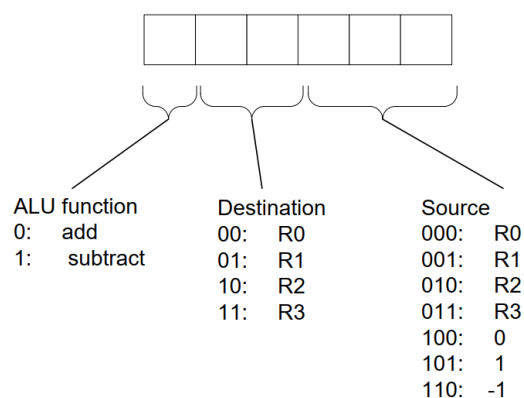 ALU function
0: add
1: subtract
Destination
00: R0
01: R1
10: R2
11: R3
Source
000: R0
001: R1
010: R2
011: R3
100: 0
101: 1
110: -1